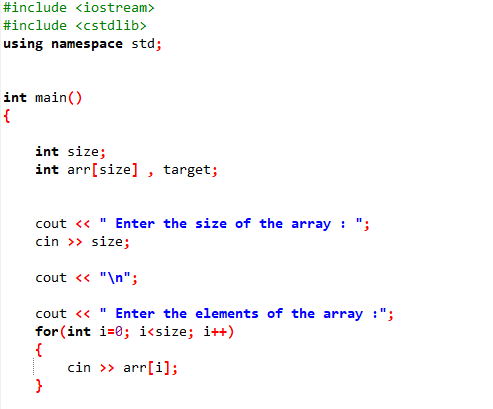 #include <iostream>
#include <cstdlib>
using namespace std;
int main()
{
int size;
int arr[size] , target;
cout << " Enter the size of the array : ";
cin >> size;
cout << "\n";
cout << " Enter the elements of the array :";
for(int i=0; i<size; i++)
{
cin >> arr[i];
}